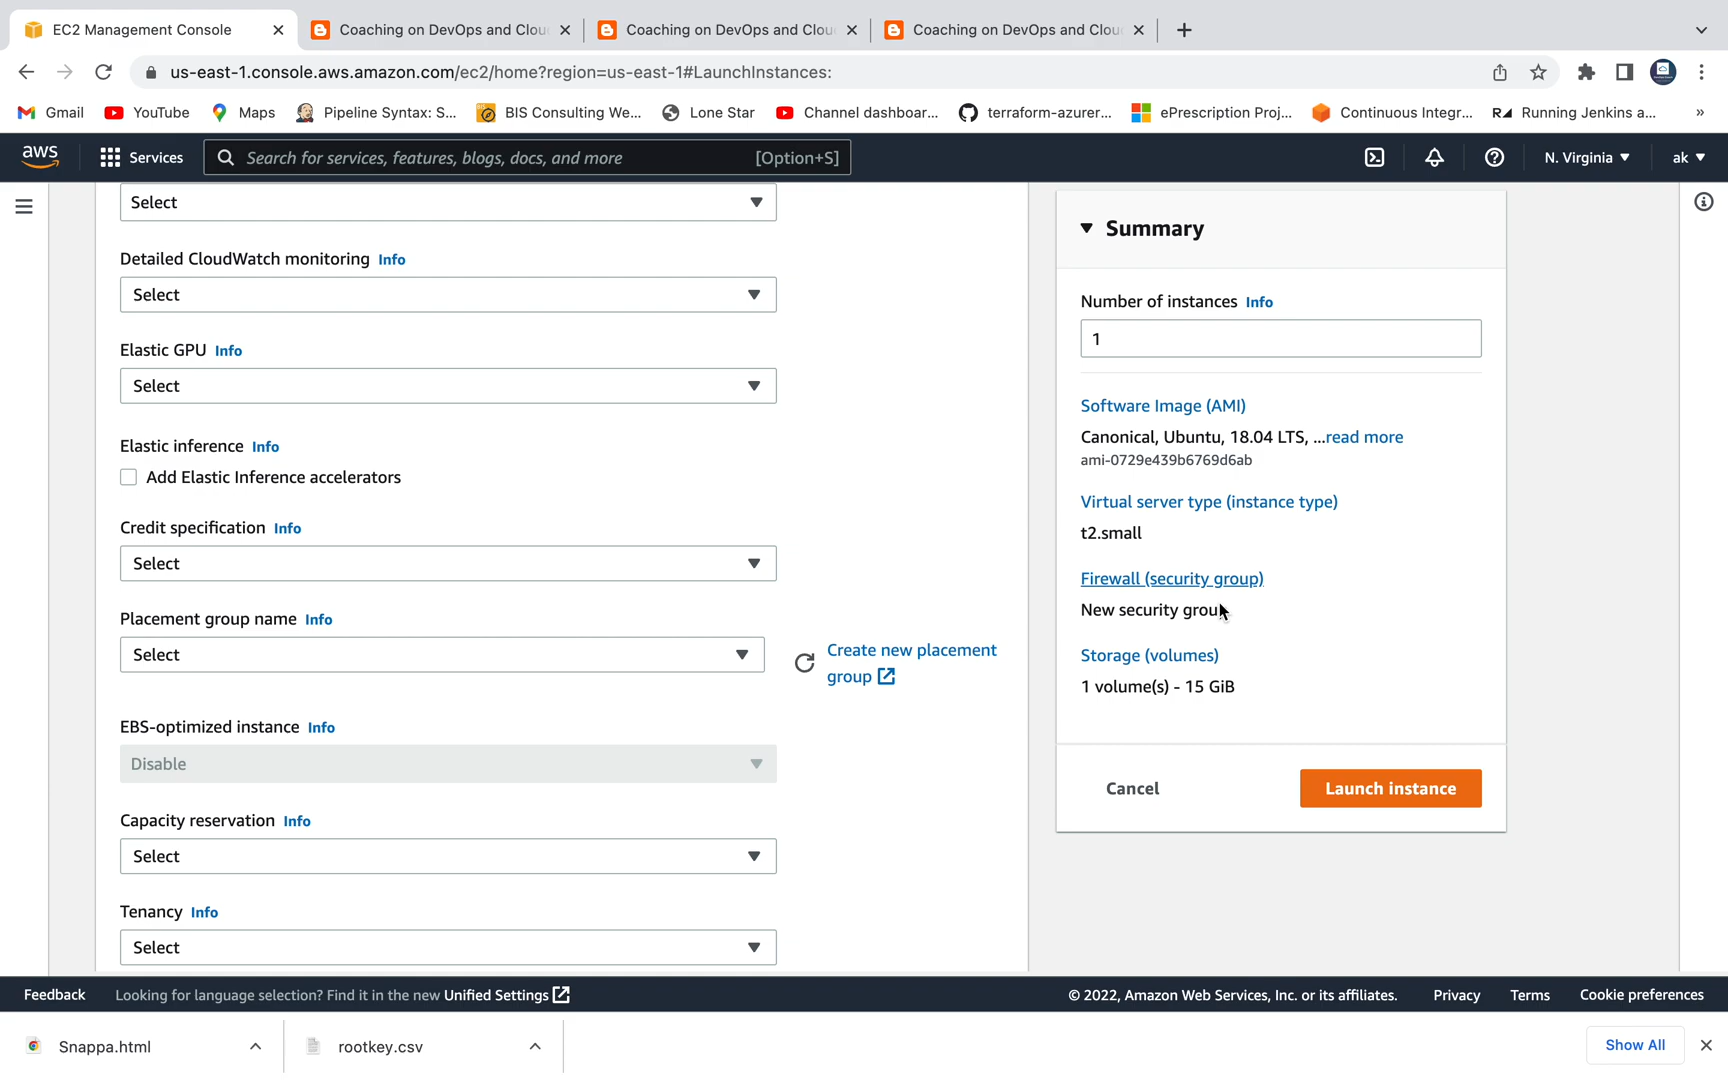 EC2 Management Console
Coaching on DevOps and Clou
Coaching on DevOps and Clou
Coaching on DevOps and Clou
us-east-1.console.aws.amazon.com/ec2/home?region=us-east-1#LaunchInstances:
Gmail
YouTube
Maps
Pipeline Syntax: S...
BIS Consulting We...
Lone Star
Channel dashboar...
terraform-azurer...
ePrescription Proj...
Continuous Integr...
Running Jenkins a...
»
aws
Services
Search for services, features, blogs, docs, and more
[Option+S]
N. Virginia
ak
Select
Detailed CloudWatch monitoring Info
Select
Elastic GPU Info
Select
Elastic inference Info
Add Elastic Inference accelerators
Credit specification Info
Select
Placement group name Info
Select
Create new placement
group
EBS-optimized instance Info
Disable
Capacity reservation Info
Select
Tenancy Info
Select
Summary
Number of instances Info
1
Software Image (AMI)
Canonical, Ubuntu, 18.04 LTS, ...read more
ami-0729e439b6769d6ab
Virtual server type (instance type)
t2.small
Firewall (security group)
New security group
Storage (volumes)
1 volume(s) - 15 GiB
Cancel
Launch instance
Feedback
Looking for language selection? Find it in the new Unified Settings
© 2022, Amazon Web Services, Inc. or its affiliates.
Privacy
Terms
Cookie preferences
Snappa.html
rootkey.csv
Show All